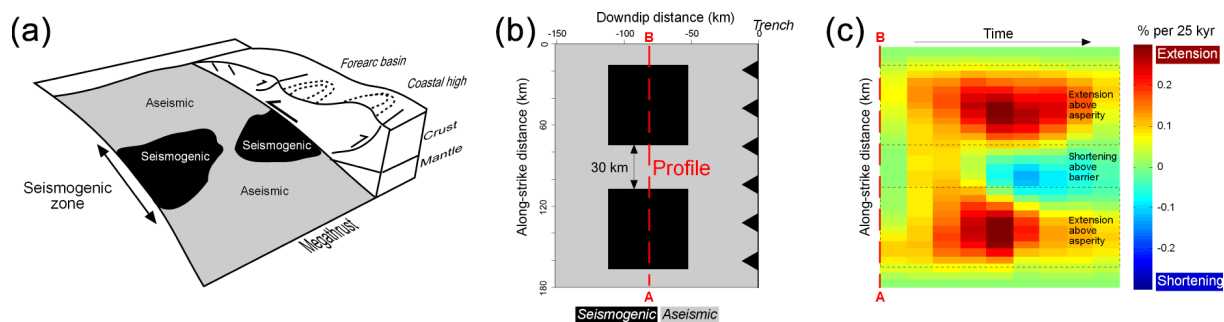 (a)
Forearc basin
Coastal high
Aseismic
Seismogenic
Seismogenic
Aseismic
Crust
Mantle
Seismogenic
zone
Megathrust
(b)
Downdip distance (km)
Trench
B
-150
-100
-50
0
0
60
120
180
Along-strike distance (km)
30 km
Profile
A
Seismogenic Aseismic
(c)
B
Time
Along-strike distance (km)
Extension
above
asperity
Shortening
above
barrier
Extension
above
asperity
A
% per 25 kyr
Extension
0.2
0.1
0
-0.1
-0.2
Shortening